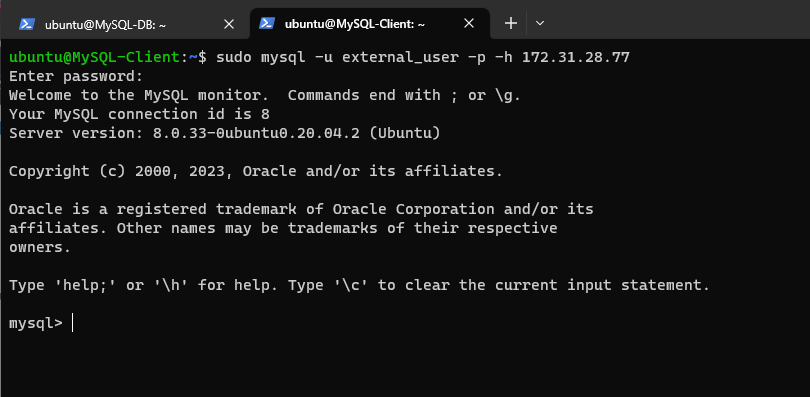 ubuntu@MySQL-DB: ~
ubuntu@MySQL-Client: ~
ubuntu@MySQL-Client:~$ sudo mysql -u external_user -p -h 172.31.28.77
Enter password:
Welcome to the MySQL monitor.  Commands end with ; or \g.
Your MySQL connection id is 8
Server version: 8.0.33-0ubuntu0.20.04.2 (Ubuntu)
Copyright (c) 2000, 2023, Oracle and/or its affiliates.
Oracle is a registered trademark of Oracle Corporation and/or its
affiliates. Other names may be trademarks of their respective
owners.
Type 'help;' or '\h' for help. Type '\c' to clear the current input statement.
mysql>